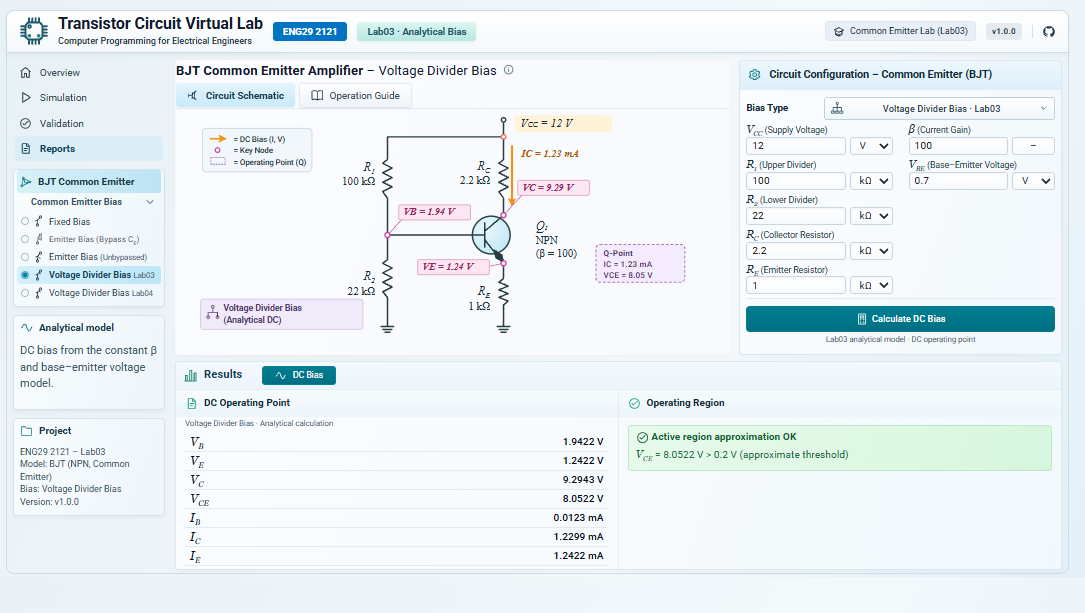 Transistor Circuit Virtual Lab
Computer Programming for Electrical Engineers
ENG29 2121
Lab03 · Analytical Bias
Common Emitter Lab (Lab03)
v1.0.0
Overview
Simulation
Validation
Reports
BJT Common Emitter
Common Emitter Bias
Fixed Bias
Emitter Bias (Bypass CE)
Emitter Bias (Unbypassed)
Voltage Divider Bias Lab03
Voltage Divider Bias Lab04
Analytical model
DC bias from the constant β
and base–emitter voltage
model.
Project
ENG29 2121 – Lab03
Model: BJT (NPN, Common
Emitter)
Bias: Voltage Divider Bias
Version: v1.0.0
BJT Common Emitter Amplifier – Voltage Divider Bias
Circuit Schematic
Operation Guide
= DC Bias (I, V)
= Key Node
= Operating Point (Q)
VCC = 12 V
IC = 1.23 mA
R1
100 kΩ
RC
2.2 kΩ
VC = 9.29 V
VB = 1.94 V
Q1
NPN
(β = 100)
VE = 1.24 V
Q-Point
IC = 1.23 mA
VCE = 8.05 V
R2
22 kΩ
RE
1 kΩ
Voltage Divider Bias
(Analytical DC)
Circuit Configuration – Common Emitter (BJT)
Bias Type
Voltage Divider Bias · Lab03
VCC (Supply Voltage)
β (Current Gain)
12
V
100
–
R1 (Upper Divider)
VBE (Base–Emitter Voltage)
100
kΩ
0.7
V
R2 (Lower Divider)
22
kΩ
RC (Collector Resistor)
2.2
kΩ
RE (Emitter Resistor)
1
kΩ
Calculate DC Bias
Lab03 analytical model · DC operating point
Results
DC Bias
DC Operating Point
Voltage Divider Bias · Analytical calculation
VB 1.9422 V
VE 1.2422 V
VC 9.2943 V
VCE 8.0522 V
IB 0.0123 mA
IC 1.2299 mA
IE 1.2422 mA
Operating Region
Active region approximation OK
VCE = 8.0522 V > 0.2 V (approximate threshold)